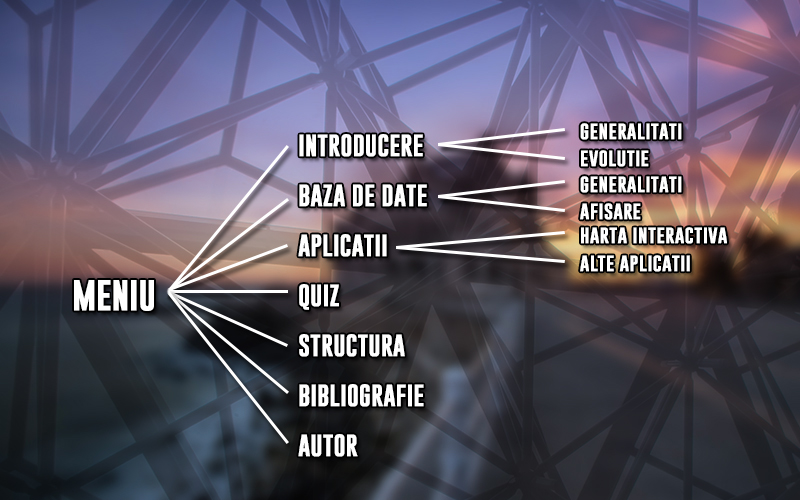 MENIU
INTRODUCERE
GENERALITATI
EVOLUTIE
BAZA DE DATE
GENERALITATI
AFISARE
APLICATII
HARTA INTERACTIVA
ALTE APLICATII
QUIZ
STRUCTURA
BIBLIOGRAFIE
AUTOR